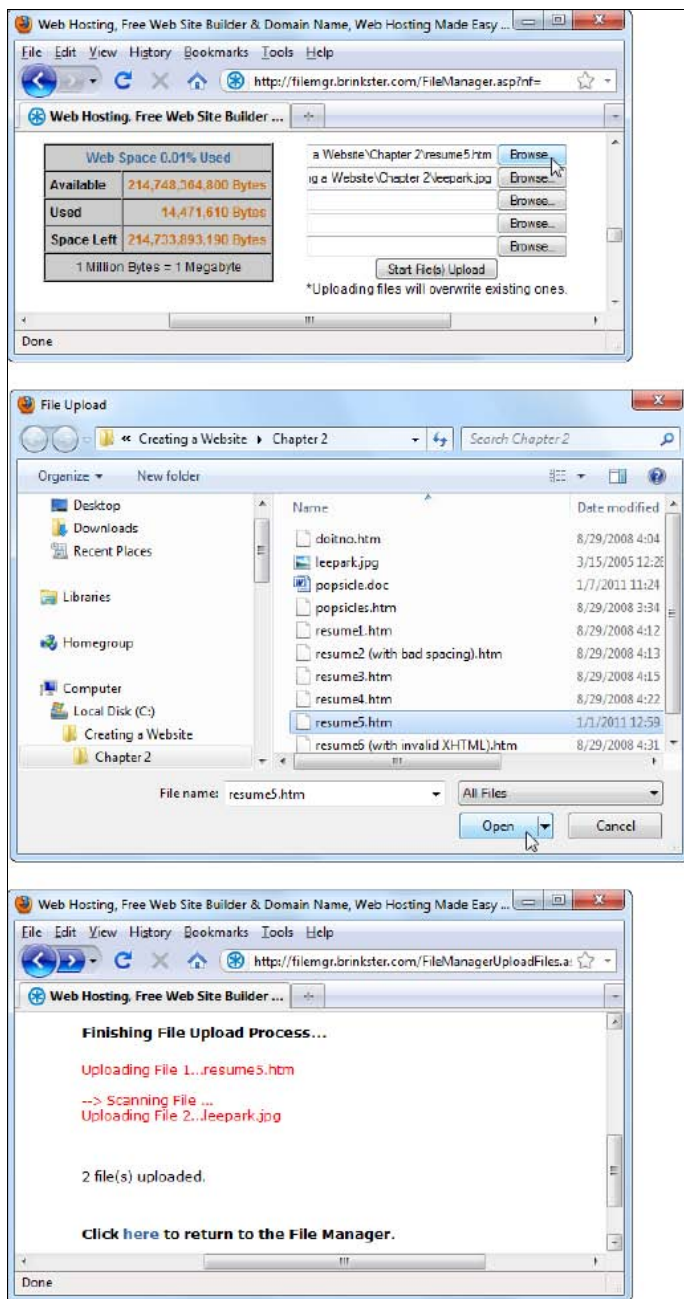 Web Hosting, Free Web Site Builder & Domain Name, Web Hosting Made Easy ...
File Edit View History Bookmarks Tools Help
http://filemgr.brinkster.com/FileManager.asp?nf=
Web Hosting, Free Web Site Builder ...
Web Space 0.01% Used
Available 214,748,364,800 Bytes
Used 14,471,610 Bytes
Space Left 214,733,893,190 Bytes
1 Million Bytes = 1 Megabyte
a Website\Chapter 2\resume5.htm Browse...
ng a Website\Chapter 2\leepark.jpg Browse...
Browse...
Browse...
Browse...
Start File(s) Upload
*Uploading files will overwrite existing ones.
Done
File Upload
« Creating a Website Chapter 2
Search Chapter 2
Organize New folder
Desktop
Downloads
Recent Places
Libraries
Homegroup
Computer
Local Disk (C:)
Creating a Website
Chapter 2
Name Date modified
doitno.htm 8/29/2008 4:04
leepark.jpg 3/15/2005 12:28
popsicle.doc 1/7/2011 11:24
popsicles.htm 8/29/2008 3:34
resume1.htm 8/29/2008 4:12
resume2 (with bad spacing).htm 8/29/2008 4:13
resume3.htm 8/29/2008 4:15
resume4.htm 8/29/2008 4:22
resume5.htm 1/1/2011 12:59
resume6 (with invalid XHTML).htm 8/29/2008 4:31
File name: resume5.htm
All Files
Open Cancel
Web Hosting, Free Web Site Builder & Domain Name, Web Hosting Made Easy ...
File Edit View History Bookmarks Tools Help
http://filemgr.brinkster.com/FileManagerUploadFiles.a
Web Hosting, Free Web Site Builder ...
Finishing File Upload Process...
Uploading File 1...resume5.htm
--> Scanning File ...
Uploading File 2...leepark.jpg
2 file(s) uploaded.
Click here to return to the File Manager.
Done